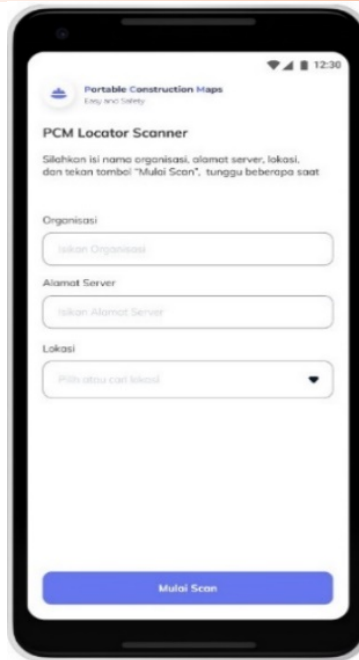 12:30
Portable Construction Maps
Easy and Safety
PCM Locator Scanner
Silahkan isi nama organisasi, alamat server, lokasi,
dan tekan tombol "Mulai Scan", tunggu beberapa saat
Organisasi
Isikan Organisasi
Alamat Server
Isikan Alamat Server
Lokasi
Pilih atau cari lokasi
Mulai Scan